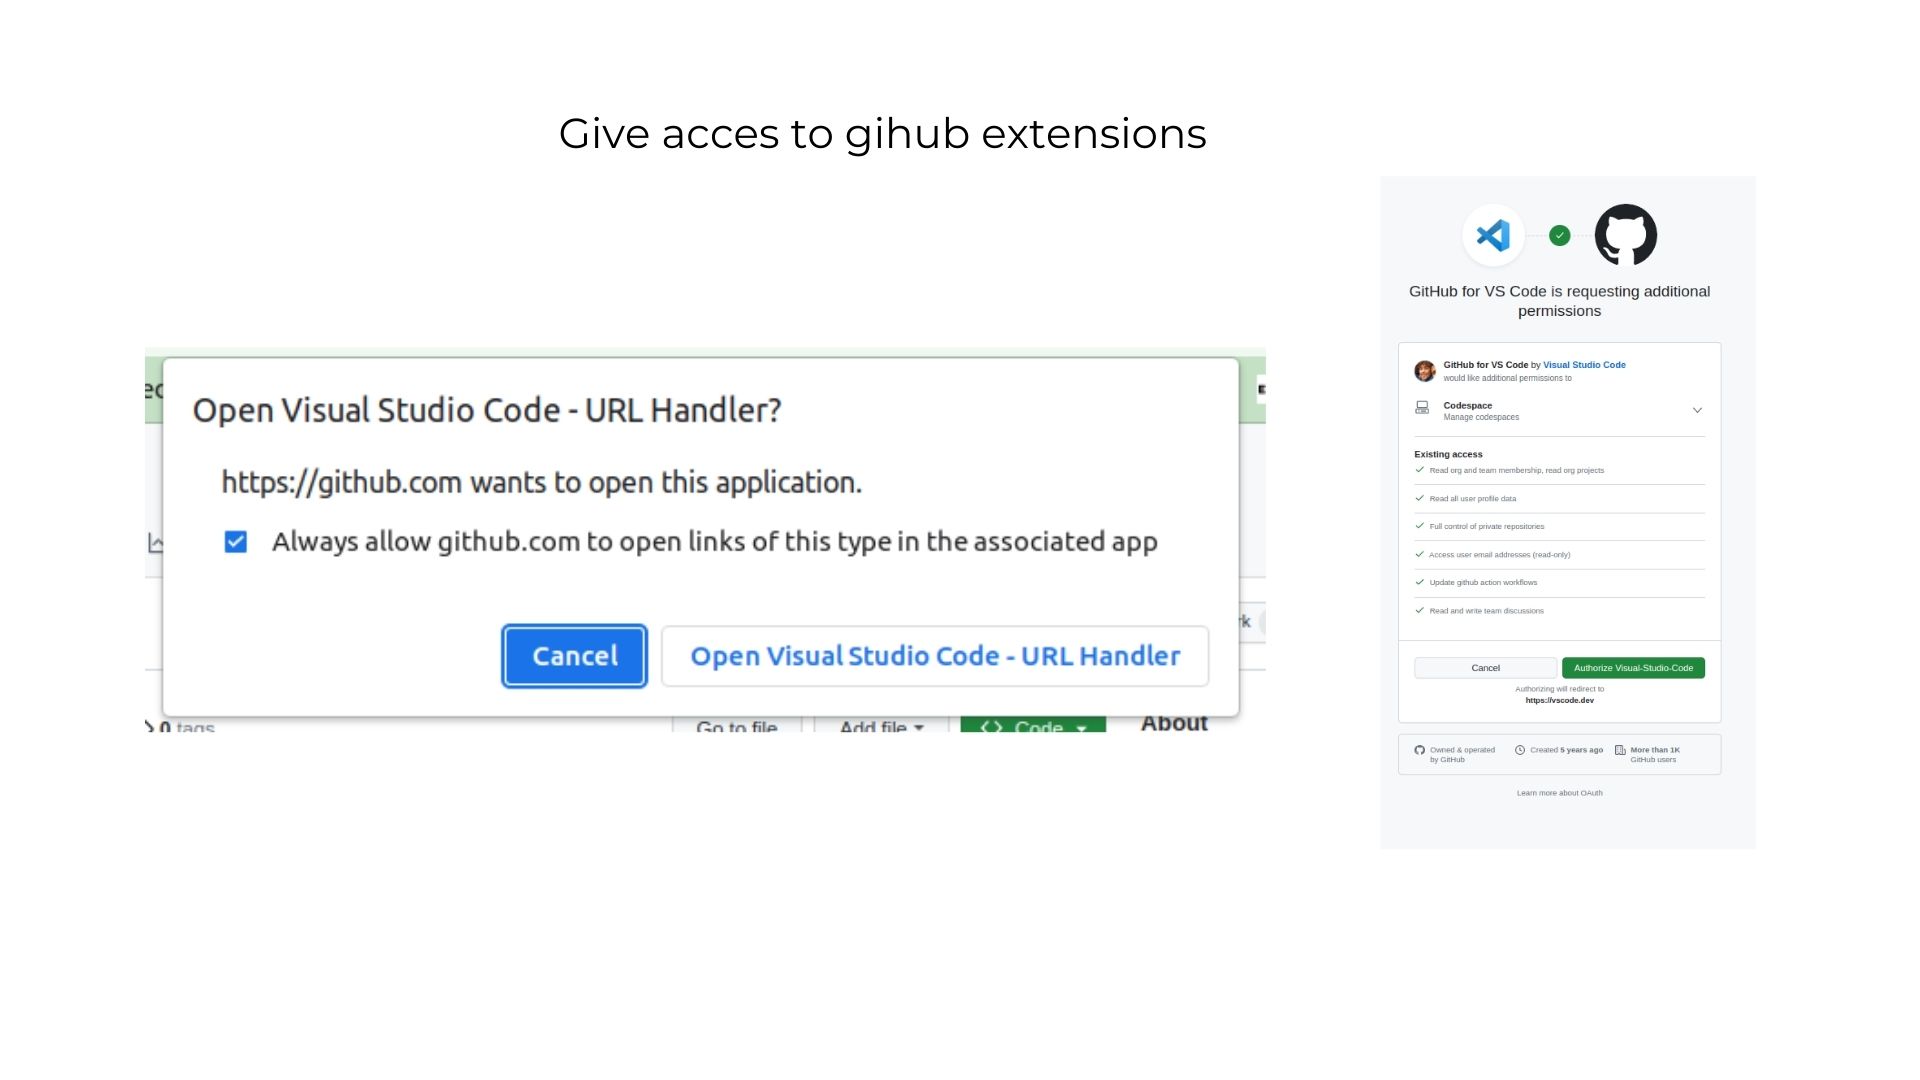 Give acces to gihub extensions
Open Visual Studio Code - URL Handler?
https://github.com wants to open this application.
Always allow github.com to open links of this type in the associated app
Cancel
Open Visual Studio Code - URL Handler
rk
0 tags
Go to file
Add file
Code
About
GitHub for VS Code is requesting additional
permissions
GitHub for VS Code by Visual Studio Code
would like additional permissions to
Codespace
Manage codespaces
Existing access
Read org and team membership, read org projects
Read all user profile data
Full control of private repositories
Access user email addresses (read-only)
Update github action workflows
Read and write team discussions
Cancel
Authorize Visual-Studio-Code
Authorizing will redirect to
https://vscode.dev
Owned & operated
by GitHub
Created 5 years ago
More than 1K
GitHub users
Learn more about OAuth